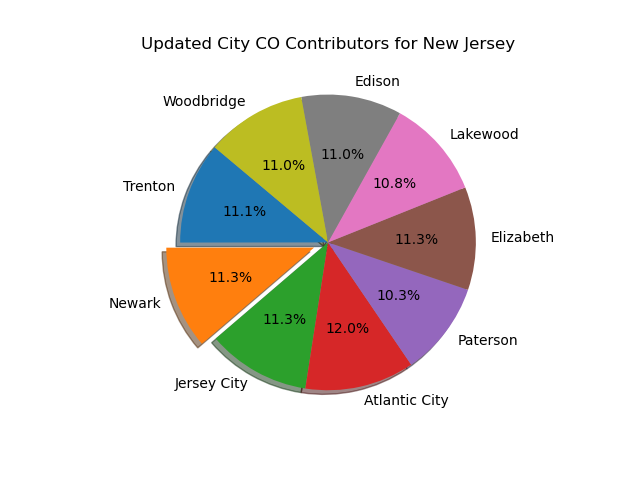 Updated City CO Contributors for New Jersey
Edison
Woodbridge
Lakewood
11.0%
11.0%
10.8%
Trenton
11.1%
11.3%
Elizabeth
11.3%
10.3%
Newark
11.3%
12.0%
Paterson
Jersey City
Atlantic City